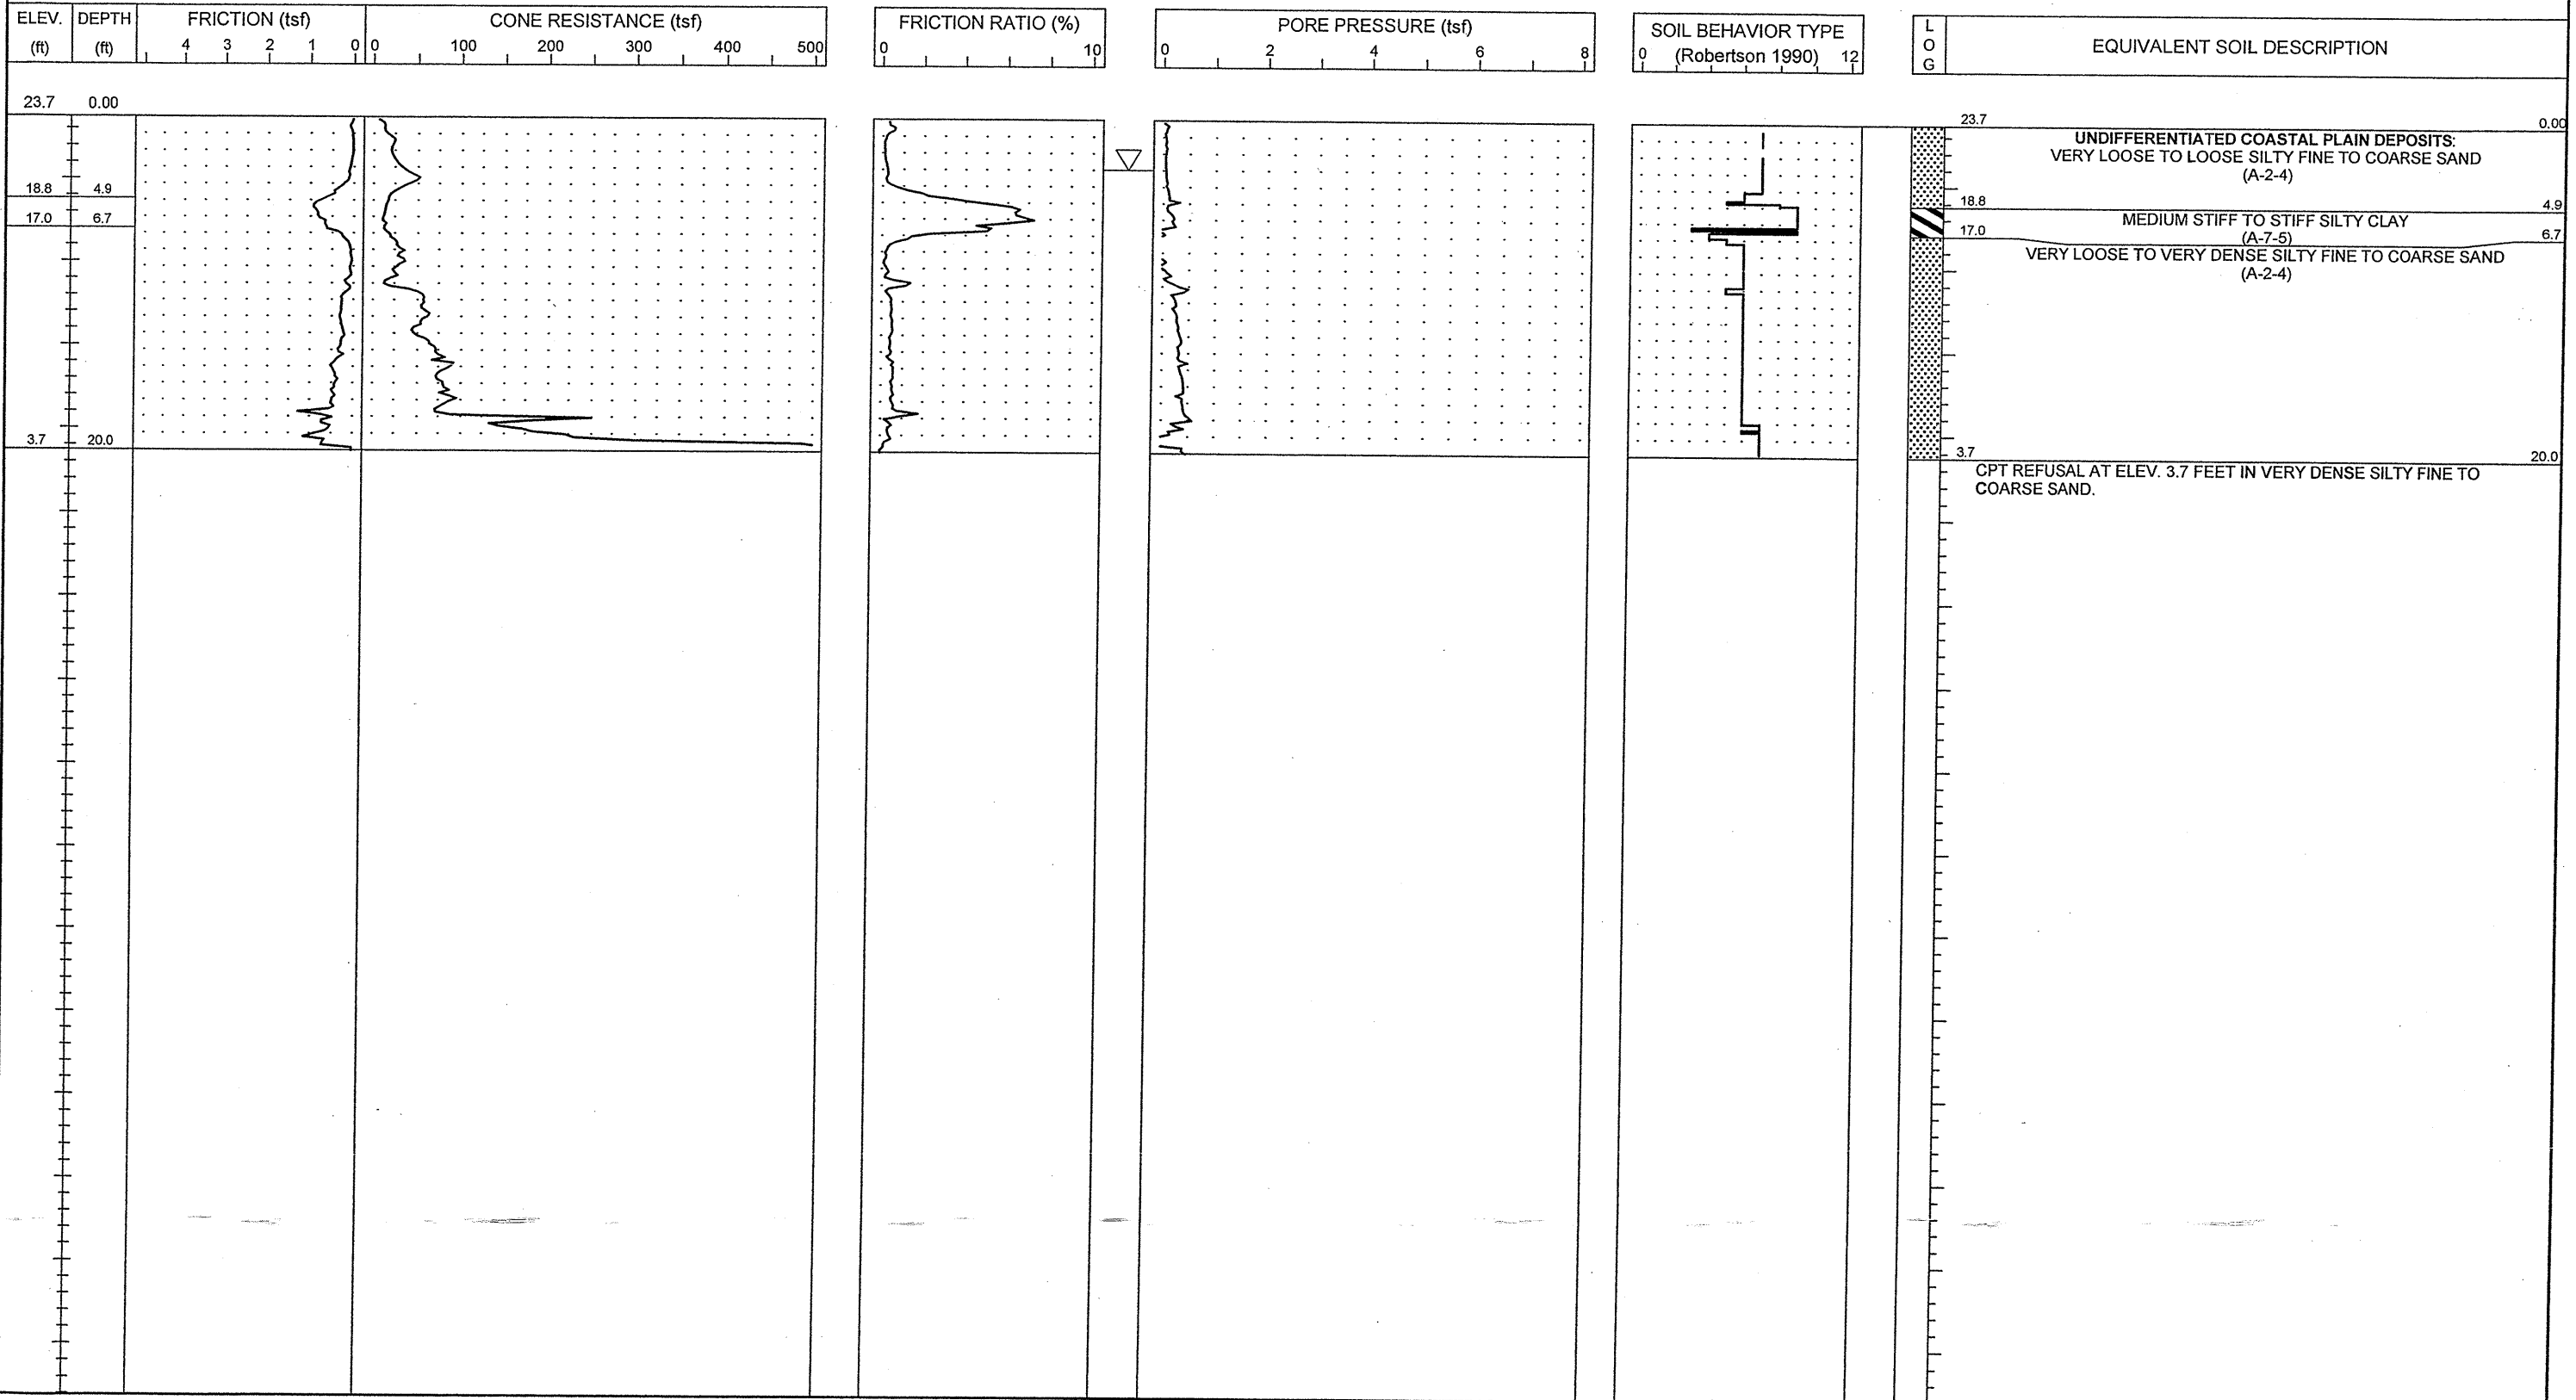 ELEV. DEPTH FRICTION (tsf) CONE RESISTANCE (tsf) FRICTION RATIO (%) PORE PRESSURE (tsf) SOIL BEHAVIOR TYPE L O G EQUIVALENT SOIL DESCRIPTION
(ft) (ft) 4 3 2 1 0 0 100 200 300 400 500 0 10 0 2 4 6 8 0 (Robertson 1990) 12
23.7 0.00
23.7 0.00
UNDIFFERENTIATED COASTAL PLAIN DEPOSITS:
VERY LOOSE TO LOOSE SILTY FINE TO COARSE SAND
(A-2-4)
18.8 4.9
18.8 4.9
MEDIUM STIFF TO STIFF SILTY CLAY
17.0 6.7
17.0 (A-7-5) 6.7
VERY LOOSE TO VERY DENSE SILTY FINE TO COARSE SAND
(A-2-4)
3.7 20.0
3.7 20.0
CPT REFUSAL AT ELEV. 3.7 FEET IN VERY DENSE SILTY FINE TO
COARSE SAND.